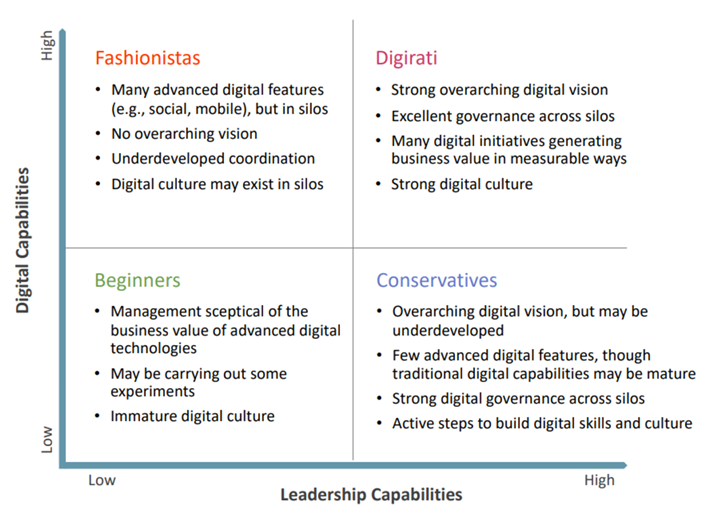 High
Digital Capabilities
Low
Fashionistas
• Many advanced digital features
(e.g., social, mobile), but in silos
• No overarching vision
• Underdeveloped coordination
• Digital culture may exist in silos
Digirati
• Strong overarching digital vision
• Excellent governance across silos
• Many digital initiatives generating
business value in measurable ways
• Strong digital culture
Beginners
• Management sceptical of the
business value of advanced digital
technologies
• May be carrying out some
experiments
• Immature digital culture
Conservatives
• Overarching digital vision, but may be
underdeveloped
• Few advanced digital features, though
traditional digital capabilities may be mature
• Strong digital governance across silos
• Active steps to build digital skills and culture
Low
High
Leadership Capabilities